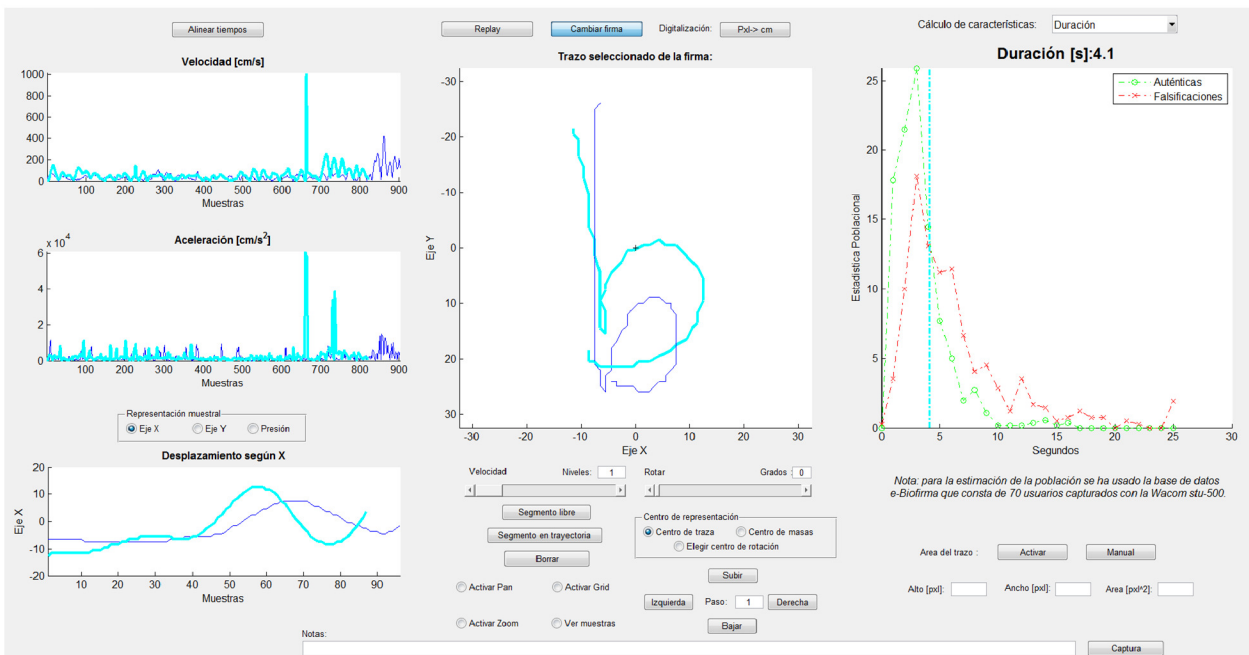 Alinear tiempos
Replay
Cambiar firma
Digitalización:
Pxl-> cm
Cálculo de características:
Duración
Velocidad [cm/s]
1000
800
600
400
200
0
100 200 300 400 500 600 700 800 900
Muestras
Aceleración [cm/s²]
x 10⁴
6
4
2
0
100 200 300 400 500 600 700 800 900
Muestras
Representación muestral
Eje X
Eje Y
Presión
Desplazamiento según X
Eje X
20
10
0
-10
-20
10 20 30 40 50 60 70 80 90
Muestras
Trazo seleccionado de la firma:
Eje Y
-30
-20
-10
0
10
20
30
-30 -20 -10 0 10 20 30
Eje X
Velocidad
Niveles:
1
Rotar
Grados :
0
Segmento libre
Segmento en trayectoria
Borrar
Centro de representación
Centro de traza
Centro de masas
Elegir centro de rotación
Activar Pan
Activar Grid
Activar Zoom
Ver muestras
Subir
Izquierda
Paso:
1
Derecha
Bajar
Duración [s]:4.1
Auténticas
Falsificaciones
Estadística Poblacional
25
20
15
10
5
0
0 5 10 15 20 25 30
Segundos
Nota: para la estimación de la población se ha usado la base de datos
e-Biofirma que consta de 70 usuarios capturados con la Wacom stu-500.
Area del trazo :
Activar
Manual
Alto [pxl]:
Ancho [pxl]:
Area [pxl^2]:
Notas:
Captura